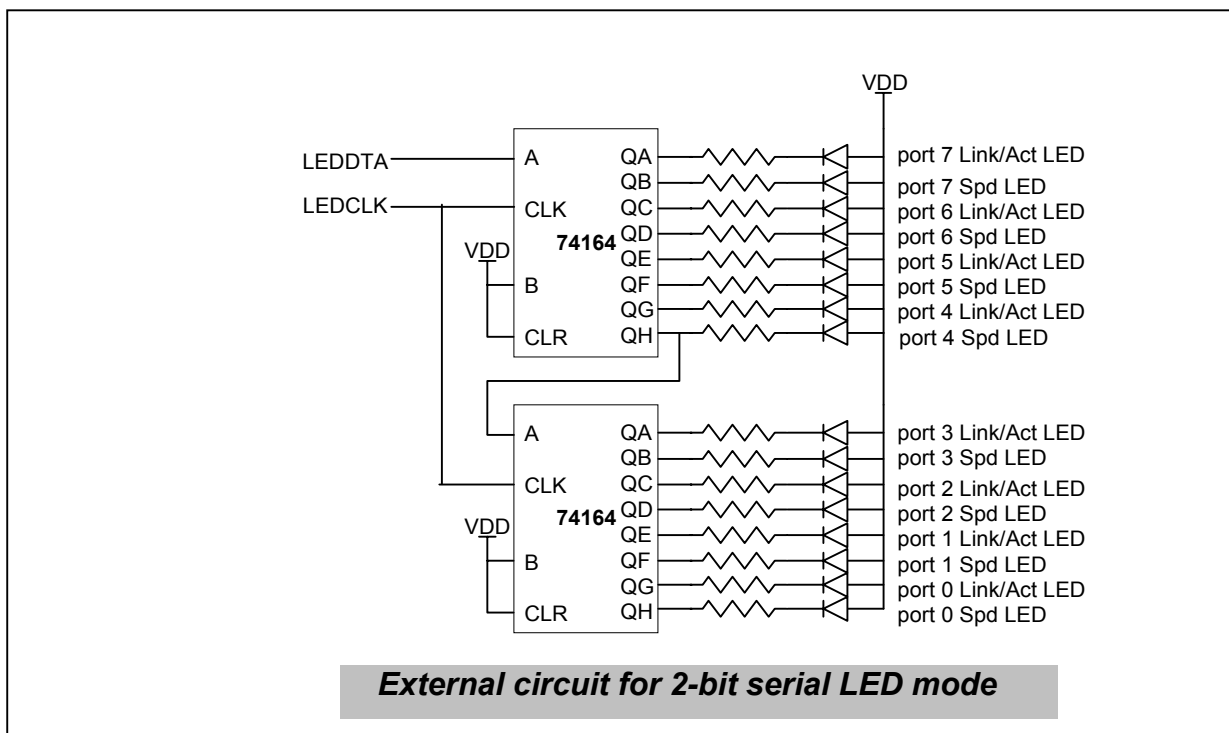 VDD
LEDDTA
LEDCLK
A
CLK
VDD
B
CLR
74164
QA
QB
QC
QD
QE
QF
QG
QH
port 7 Link/Act LED
port 7 Spd LED
port 6 Link/Act LED
port 6 Spd LED
port 5 Link/Act LED
port 5 Spd LED
port 4 Link/Act LED
port 4 Spd LED
A
CLK
VDD
B
CLR
74164
QA
QB
QC
QD
QE
QF
QG
QH
port 3 Link/Act LED
port 3 Spd LED
port 2 Link/Act LED
port 2 Spd LED
port 1 Link/Act LED
port 1 Spd LED
port 0 Link/Act LED
port 0 Spd LED
External circuit for 2-bit serial LED mode